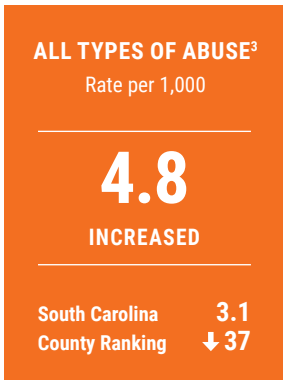 ALL TYPES OF ABUSE³
Rate per 1,000
4.8
INCREASED
South Carolina 3.1
County Ranking 37